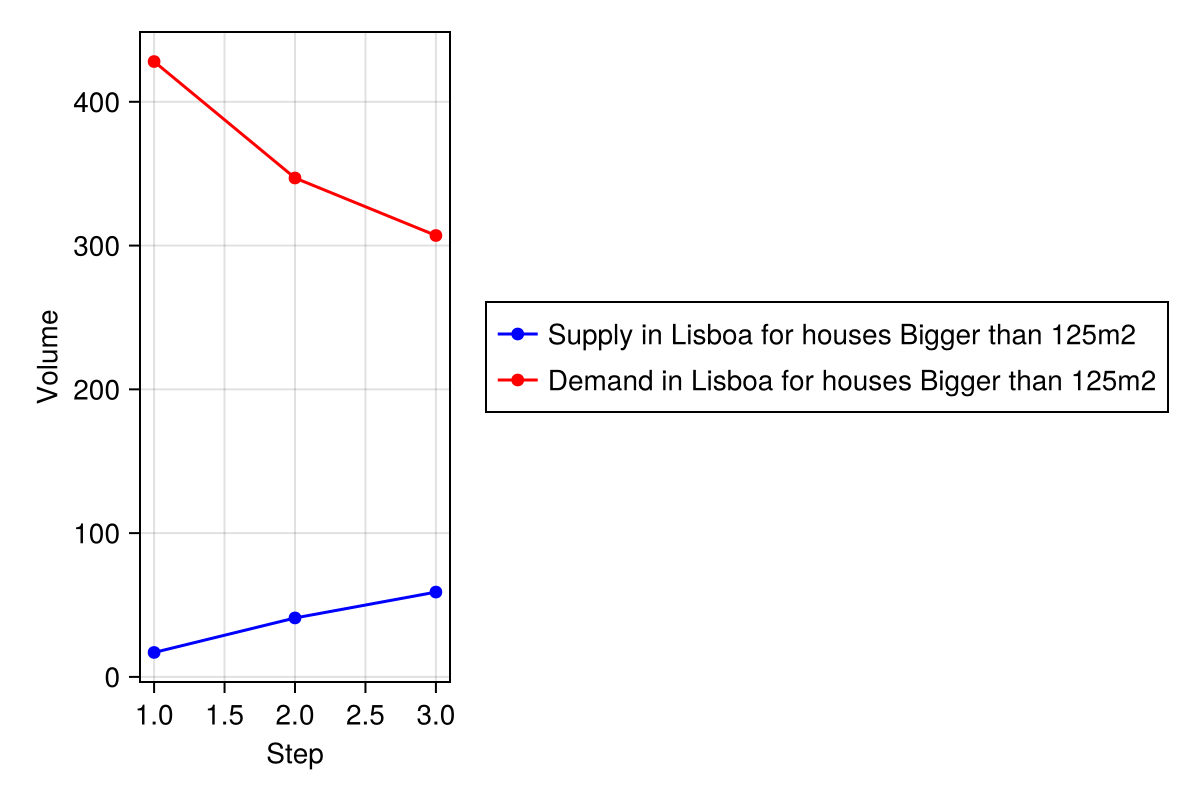 400
300
200
100
0
Volume
1.0 1.5 2.0 2.5 3.0
Step
Supply in Lisboa for houses Bigger than 125m2
Demand in Lisboa for houses Bigger than 125m2